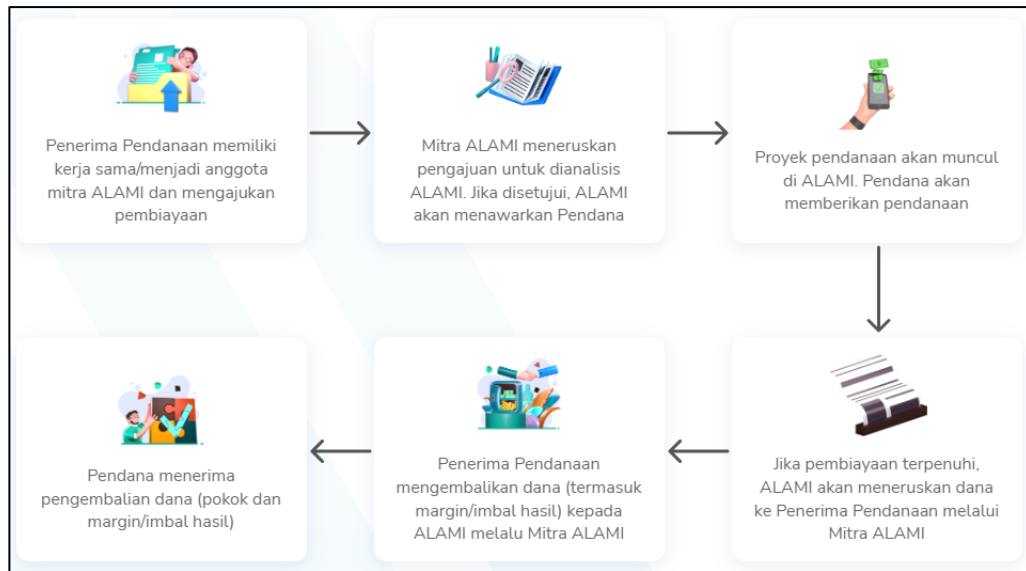 Penerima Pendanaan memiliki
kerja sama/menjadi anggota
mitra ALAMI dan mengajukan
pembiayaan
Mitra ALAMI meneruskan
pengajuan untuk dianalisis
ALAMI. Jika disetujui, ALAMI
akan menawarkan Pendana
Proyek pendanaan akan muncul
di ALAMI. Pendana akan
memberikan pendanaan
Jika pembiayaan terpenuhi,
ALAMI akan meneruskan dana
ke Penerima Pendanaan melalui
Mitra ALAMI
Penerima Pendanaan
mengembalikan dana (termasuk
margin/imbal hasil) kepada
ALAMI melalu Mitra ALAMI
Pendana menerima
pengembalian dana (pokok dan
margin/imbal hasil)